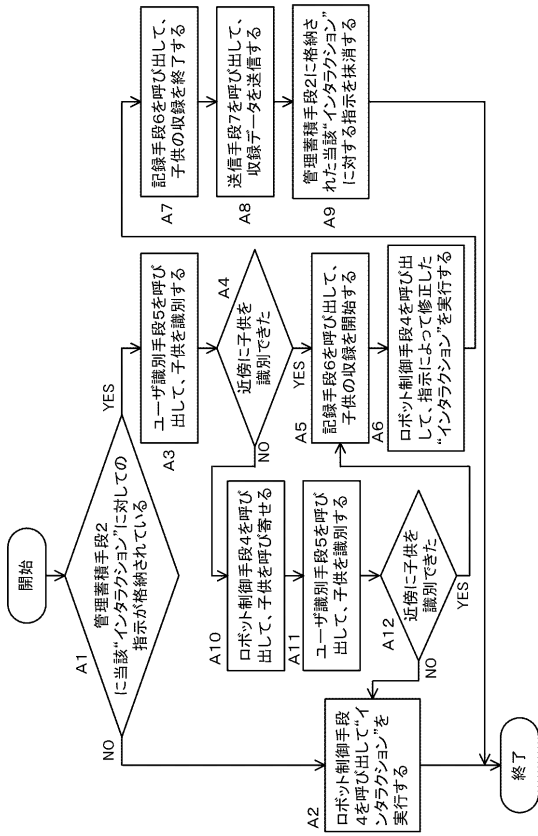 開始
A1
管理蓄積手段2
に当該“インタラクション”に対しての
指示が格納されている
NO
YES
A2
ロボット制御手段
4を呼び出して“イ
ンタラクション”を
実行する
A3
ユーザ識別手段5を呼び
出して、子供を識別する
A4
近傍に子供を
識別できた
NO
YES
A10
ロボット制御手段4を呼び
出して、子供を呼び寄せる
A11
ユーザ識別手段5を呼び
出して、子供を識別する
A12
近傍に子供を
識別できた
NO
YES
A5
記録手段6を呼び出して、
子供の収録を開始する
A6
ロボット制御手段4を呼び出
して、指示によって修正した
“インタラクション”を実行する
A7
記録手段6を呼び出して、
子供の収録を終了する
A8
送信手段7を呼び出して、
収録データを送信する
A9
管理蓄積手段2に格納さ
れた当該“インタラクション”
に対する指示を抹消する
終了